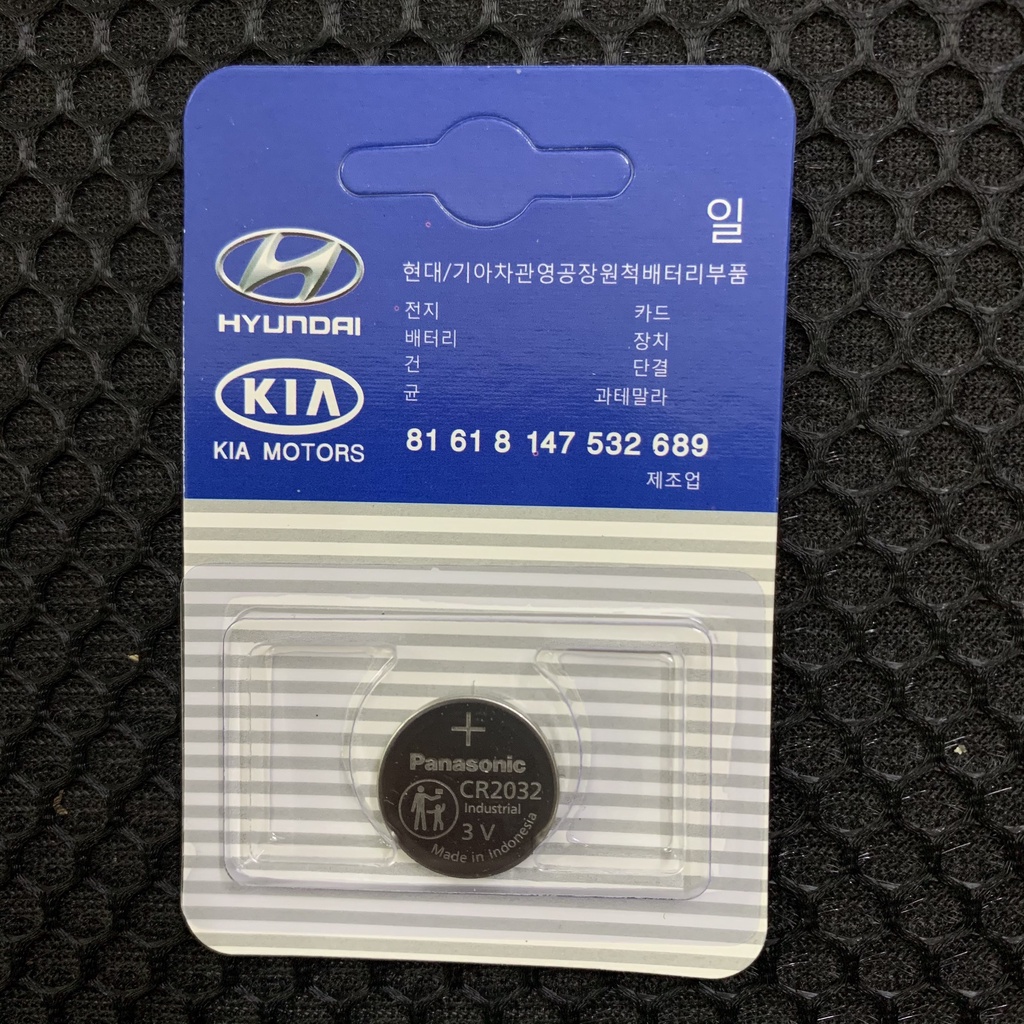 일
현대/기아차관영공장원척배터리부품
전지 카드
배터리 장치
건 단결
균 과테말라
81 61 8 147 532 689
제조업
HYUNDAI
KIA
KIA MOTORS
+
Panasonic
CR2032
Industrial
3 V
Made in Indonesia